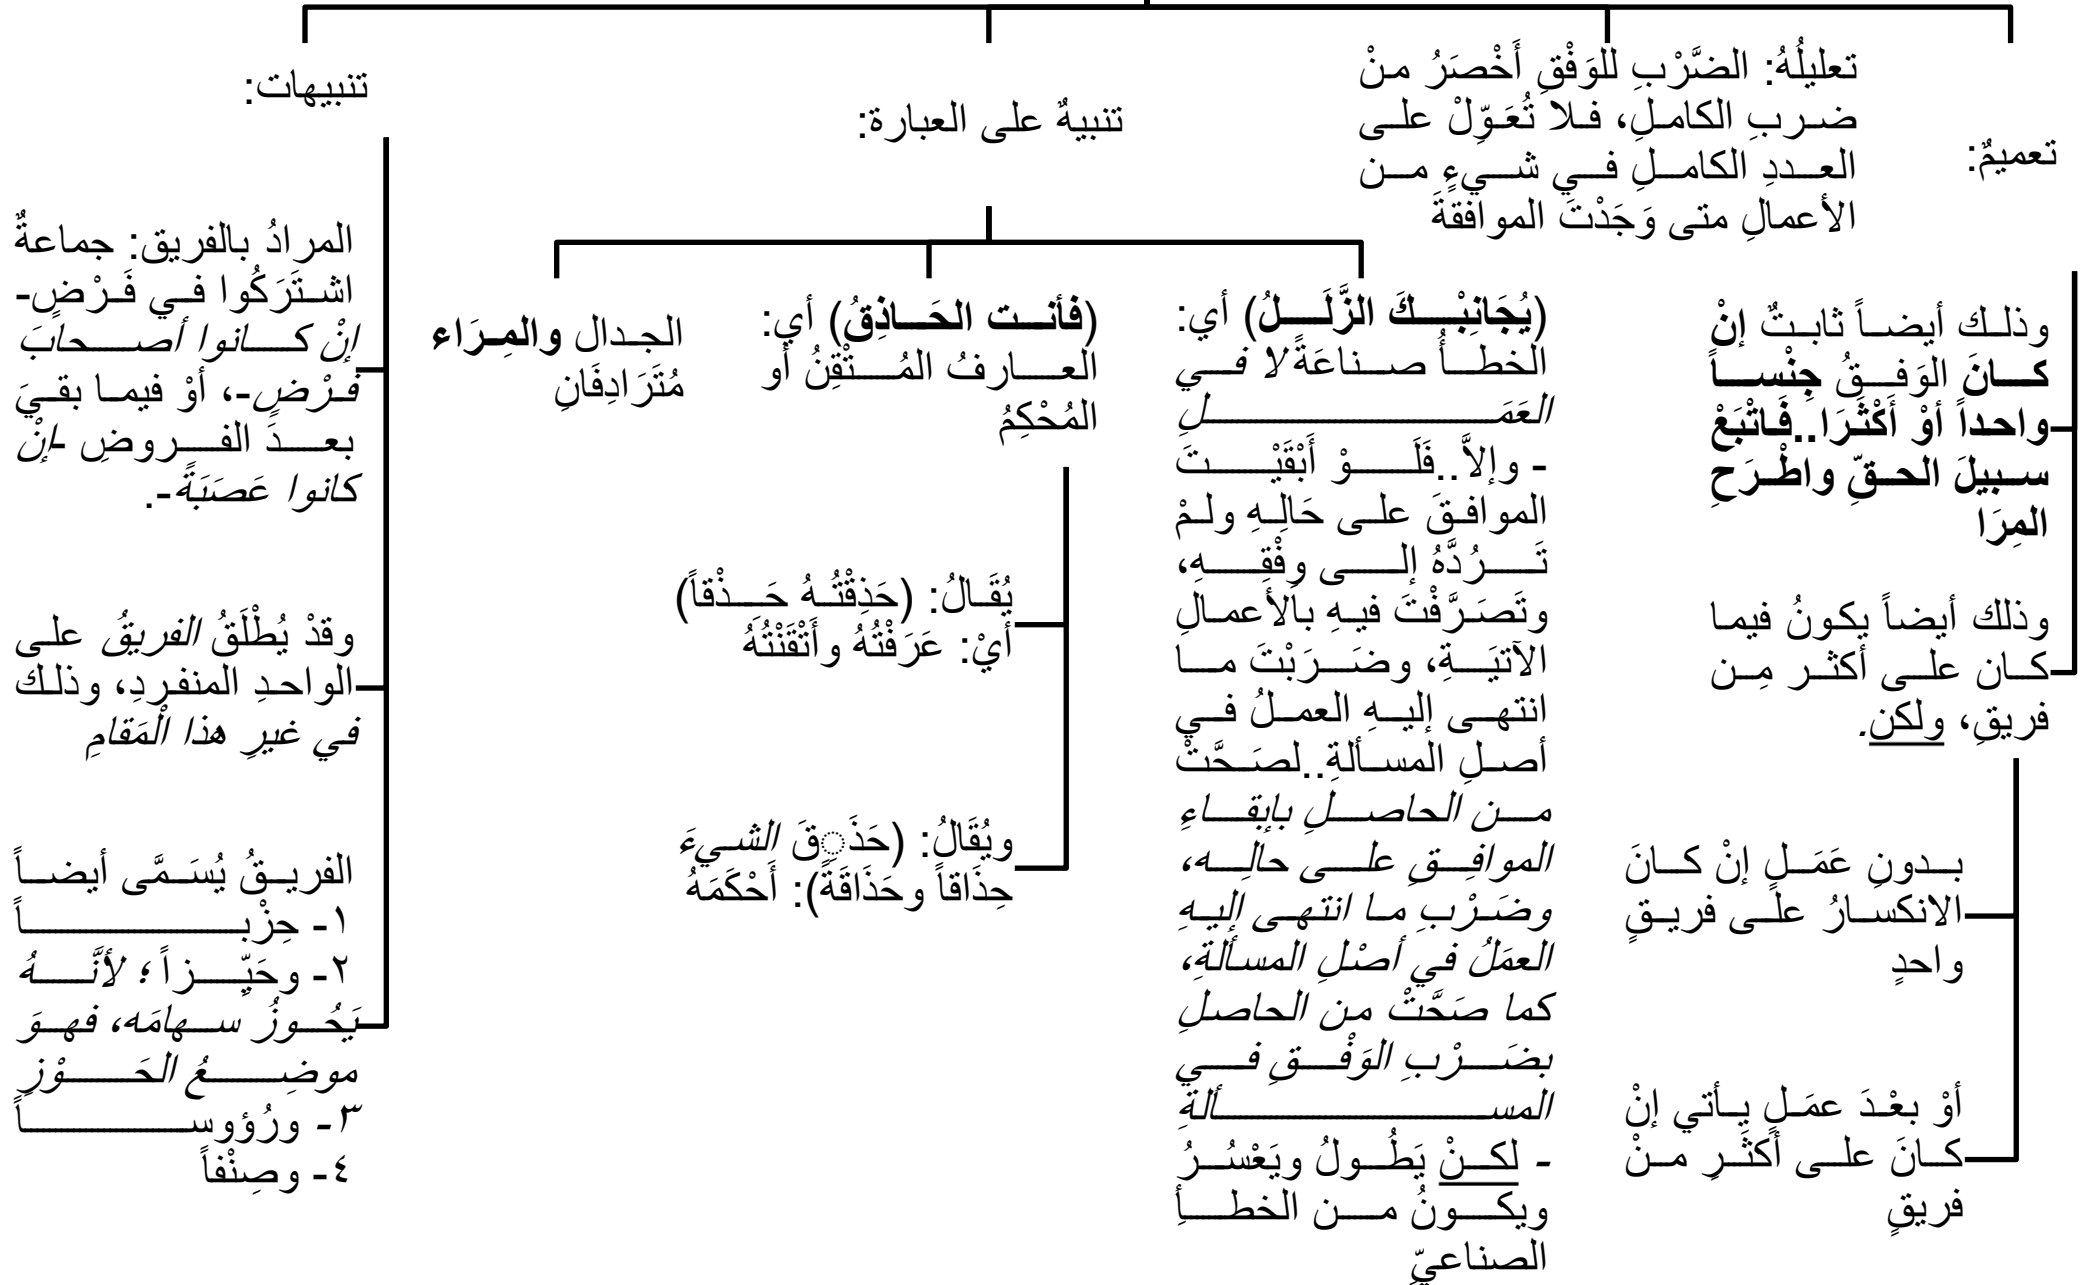 تعميمٌ:
وذلك أيضاً ثابتٌ إنْ
كانَ الوَفقُ جِنْساً
واحداً أوْ أَكْثَرَا..فَاتْبَعْ
سبيلَ الحقّ واطْرَحِ
المِرَا
وذلك أيضاً يكونُ فيما
كان على أكثر مِن
فريقِ، ولكن.
بدونِ عَمَلٍ إنْ كانَ
الانكسارُ على فريقٍ
واحدٍ
أوْ بعْدَ عمَلٍ يأتي إنْ
كانَ على أكثَرِ منْ
فريقٍ
تعليلُهُ: الضَّرْبِ للوَفْقِ أَخْصَرُ منْ
ضربِ الكاملِ، فلا تُعَوِّلْ على
العددِ الكاملِ في شيءٍ من
الأعمالِ متى وَجَدْتَ الموافقةَ
تنبيهٌ على العبارة:
(يُجَانِبْكَ الزَّلَلُ) أي:
الخطأُ صناعَةً لا في
العَمَلِ
- وإلاَّ..فَلَوْ أَبْقَيْتَ
الموافقَ على حَالِهِ ولمْ
تَرُدَّهُ إلى وفْقِهِ،
وتَصَرَّفْتَ فيهِ بالأعمالِ
الآتيَةِ، وضَرَبْتَ ما
انتهى إليهِ العملُ في
أصلِ المسألةِ..لصَحَّتْ
من الحاصلِ بإبقاءِ
الموافِقِ على حالِه،
وضَرْبِ ما انتهى إليهِ
العمَلُ في أصْلِ المسألةِ،
كما صَحَّتْ من الحاصلِ
بضَرْبِ الوَفْقِ في
المسألةِ
- لكنْ يَطُولُ ويَعْسُرُ
ويكونُ من الخطأِ
الصناعيّ
(فأنت الحَاذِقُ) أي:
العارفُ المُتْقِنُ أو
المُحْكِمُ
يُقَالُ: (حَذِقْتُهُ حَذْقاً)
أيْ: عَرَفْتُهُ وأَتْقَنْتُهُ
ويُقَالُ: (حَذَِقَ الشيءَ
حِذَاقاً وحَذَاقَةً): أَحْكَمَهُ
الجدال والمِرَاء
مُتَرَادِفَانِ
تنبيهات:
المرادُ بالفريق: جماعةٌ
اشتَرَكُوا في فَرْضٍ-
إنْ كانوا أصحابَ
فرْضٍ-، أوْ فيما بقيَ
بعدَ الفروضِ -إنْ
كانوا عَصَبَةً-.
وقدْ يُطْلَقُ الفريقُ على
الواحدِ المنفرِدِ، وذلك
في غيرِ هذا الْمَقامِ
الفريقُ يُسَمَّى أيضاً
١- حِزْباً
٢- وحَيِّزاً؛ لأنَّهُ
يَحُوزُ سهامَه، فهوَ
موضِعُ الحَوْزِ
٣- ورُؤوساً
٤- وصِنْفاً